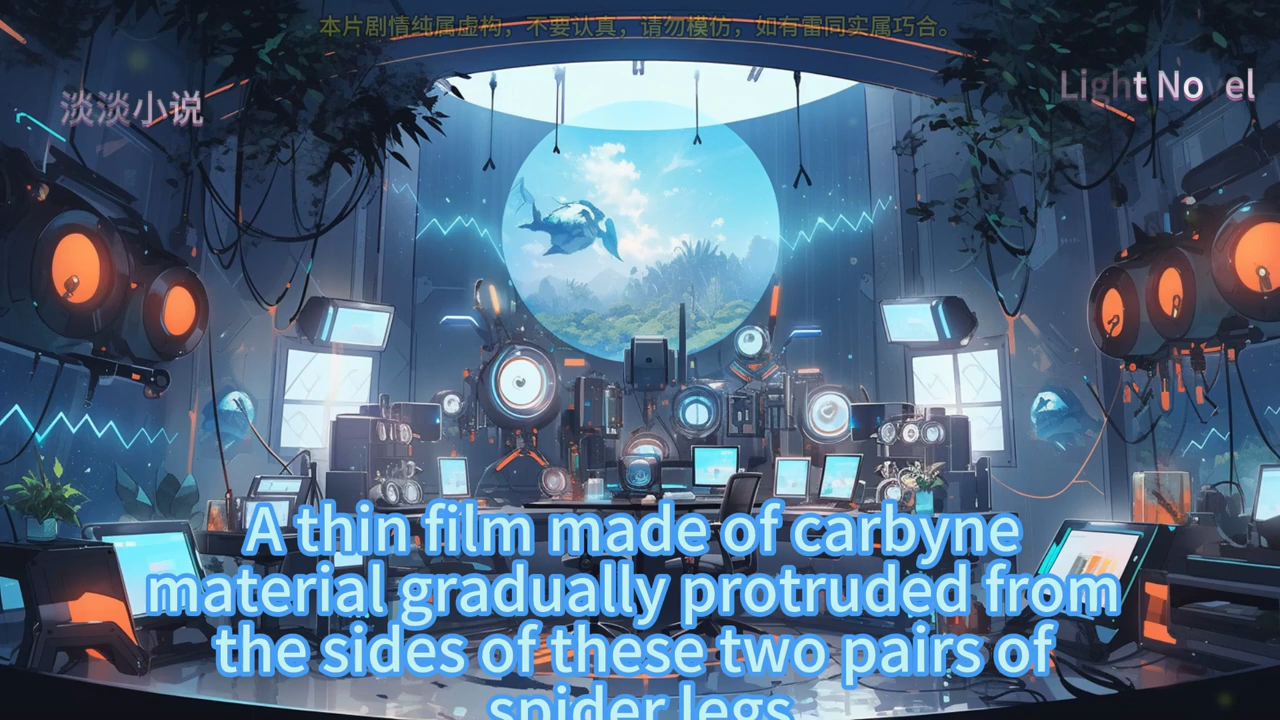 本片剧情纯属虚构，不要认真，请勿模仿，如有雷同实属巧合。
淡淡小说
Light Novel
A thin film made of carbyne
material gradually protruded from
the sides of these two pairs of
spider legs